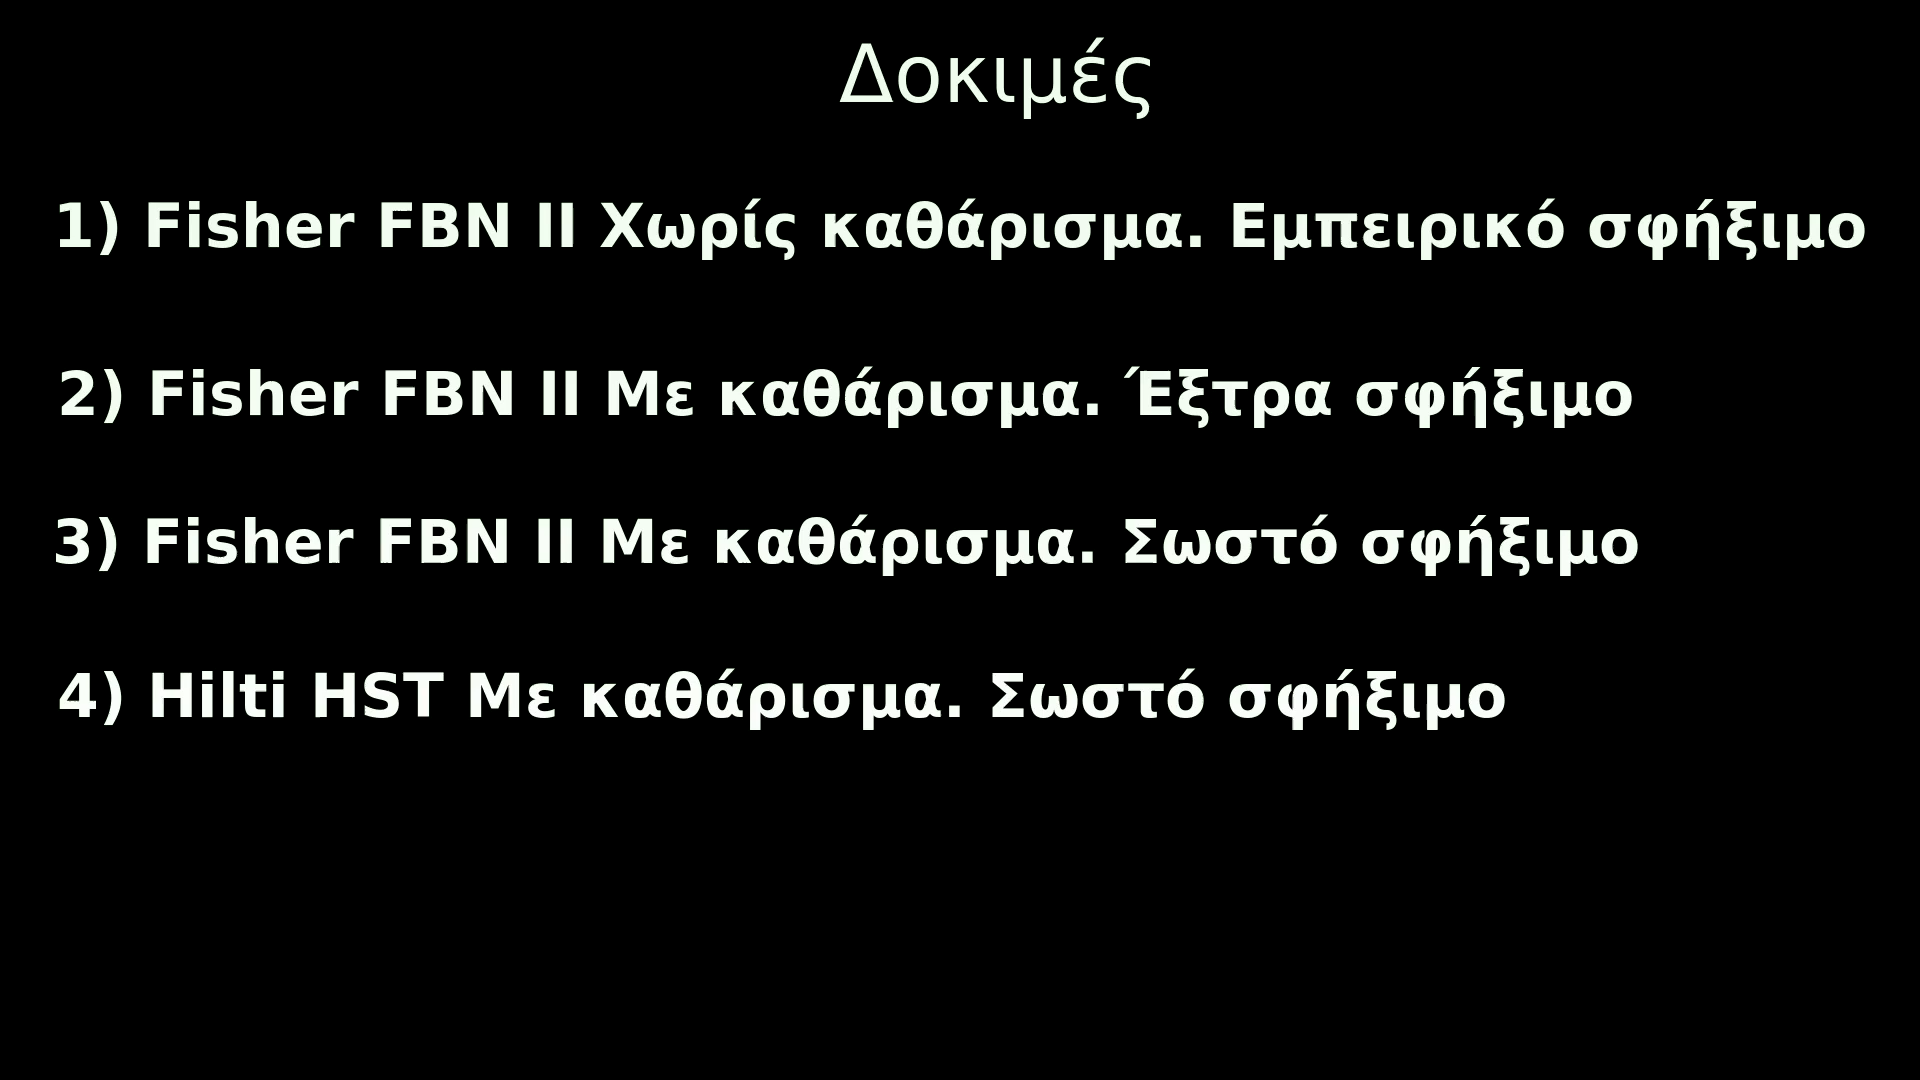 Δοκιμές
1) Fisher FBN II Χωρίς καθάρισμα. Εμπειρικό σφήξιμο
2) Fisher FBN II Με καθάρισμα. Έξτρα σφήξιμο
3) Fisher FBN II Με καθάρισμα. Σωστό σφήξιμο
4) Hilti HST Με καθάρισμα. Σωστό σφήξιμο